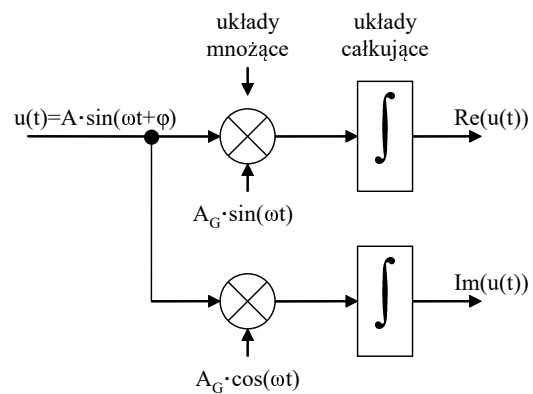 układy
mnożące
układy
całkujące
u(t)=A·sin(ωt+φ)
∫
Re(u(t))
A_G·sin(ωt)
∫
Im(u(t))
A_G·cos(ωt)